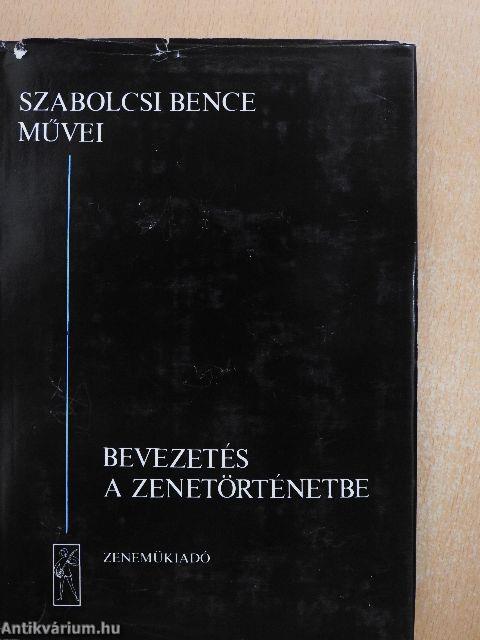 SZABOLCSI BENCE
MŰVEI
BEVEZETÉS
A ZENETÖRTÉNETBE
ZENEMŰKIADÓ
Antikvárium.hu